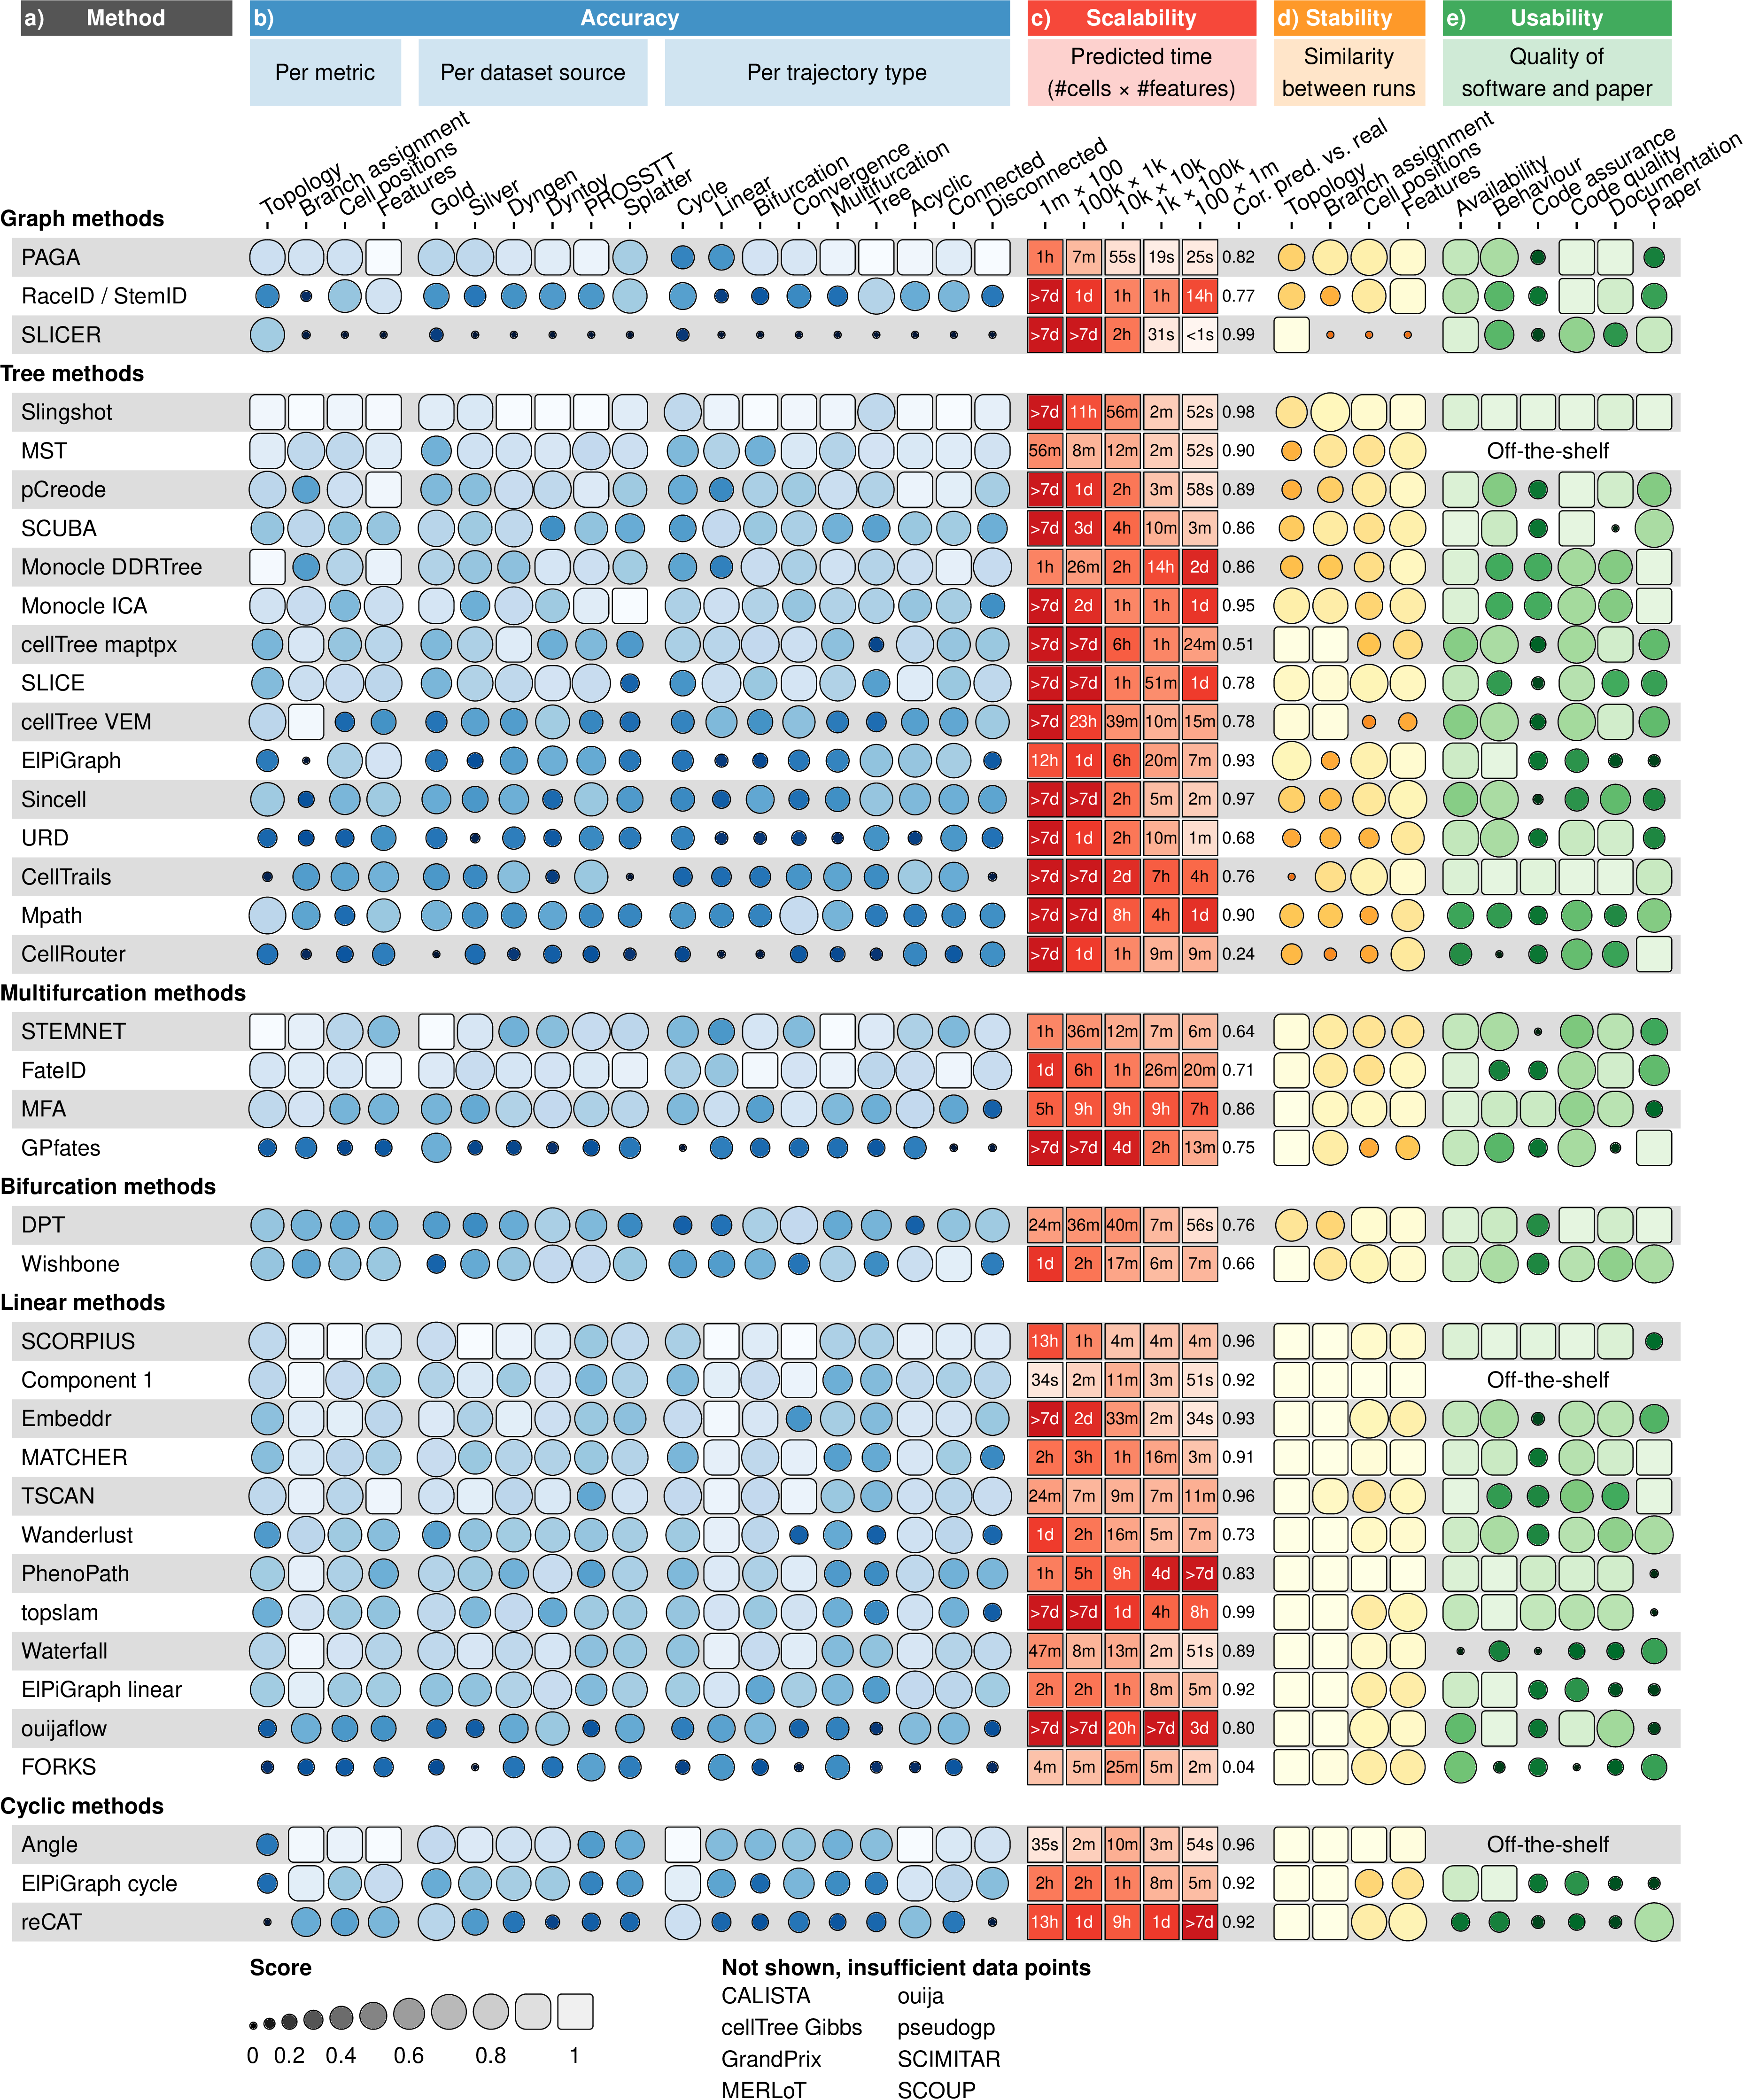 a) Method b) Accuracy c) Scalability d) Stability e) Usability
Per metric Per dataset source Per trajectory type Predicted time Similarity Quality of
(#cells × #features) between runs software and paper
Topology Branch assignment Cell positions Features Gold Silver Dyngen Dyntoy PROSSTT Splatter Cycle Linear Bifurcation Convergence Multifurcation Tree Acyclic Connected Disconnected 1m × 100 100k × 1k 10k × 10k 1k × 100k 100 × 1m Cor. pred. vs. real Topology Branch assignment Cell positions Features Availability Behaviour Code assurance Code quality Documentation Paper
Graph methods
PAGA 1h 7m 55s 19s 25s 0.82
RaceID / StemID >7d 1d 1h 1h 14h 0.77
SLICER >7d >7d 2h 31s <1s 0.99
Tree methods
Slingshot >7d 11h 56m 2m 52s 0.98
MST 56m 8m 12m 2m 52s 0.90 Off-the-shelf
pCreode >7d 1d 2h 3m 58s 0.89
SCUBA >7d 3d 4h 10m 3m 0.86
Monocle DDRTree 1h 26m 2h 14h 2d 0.86
Monocle ICA >7d 2d 1h 1h 1d 0.95
cellTree maptpx >7d >7d 6h 1h 24m 0.51
SLICE >7d >7d 1h 51m 1d 0.78
cellTree VEM >7d 23h 39m 10m 15m 0.78
ElPiGraph 12h 1d 6h 20m 7m 0.93
Sincell >7d >7d 2h 5m 2m 0.97
URD >7d 1d 2h 10m 1m 0.68
CellTrails >7d >7d 2d 7h 4h 0.76
Mpath >7d >7d 8h 4h 1d 0.90
CellRouter >7d 1d 1h 9m 9m 0.24
Multifurcation methods
STEMNET 1h 36m 12m 7m 6m 0.64
FateID 1d 6h 1h 26m 20m 0.71
MFA 5h 9h 9h 9h 7h 0.86
GPfates >7d >7d 4d 2h 13m 0.75
Bifurcation methods
DPT 24m 36m 40m 7m 56s 0.76
Wishbone 1d 2h 17m 6m 7m 0.66
Linear methods
SCORPIUS 13h 1h 4m 4m 4m 0.96
Component 1 34s 2m 11m 3m 51s 0.92 Off-the-shelf
Embeddr >7d 2d 33m 2m 34s 0.93
MATCHER 2h 3h 1h 16m 3m 0.91
TSCAN 24m 7m 9m 7m 11m 0.96
Wanderlust 1d 2h 16m 5m 7m 0.73
PhenoPath 1h 5h 9h 4d >7d 0.83
topslam >7d >7d 1d 4h 8h 0.99
Waterfall 47m 8m 13m 2m 51s 0.89
ElPiGraph linear 2h 2h 1h 8m 5m 0.92
ouijaflow >7d >7d 20h >7d 3d 0.80
FORKS 4m 5m 25m 5m 2m 0.04
Cyclic methods
Angle 35s 2m 10m 3m 54s 0.96 Off-the-shelf
ElPiGraph cycle 2h 2h 1h 8m 5m 0.92
reCAT 13h 1d 9h 1d >7d 0.92
Score Not shown, insufficient data points
CALISTA ouija
cellTree Gibbs pseudogp
0 0.2 0.4 0.6 0.8 1 GrandPrix SCIMITAR
MERLoT SCOUP